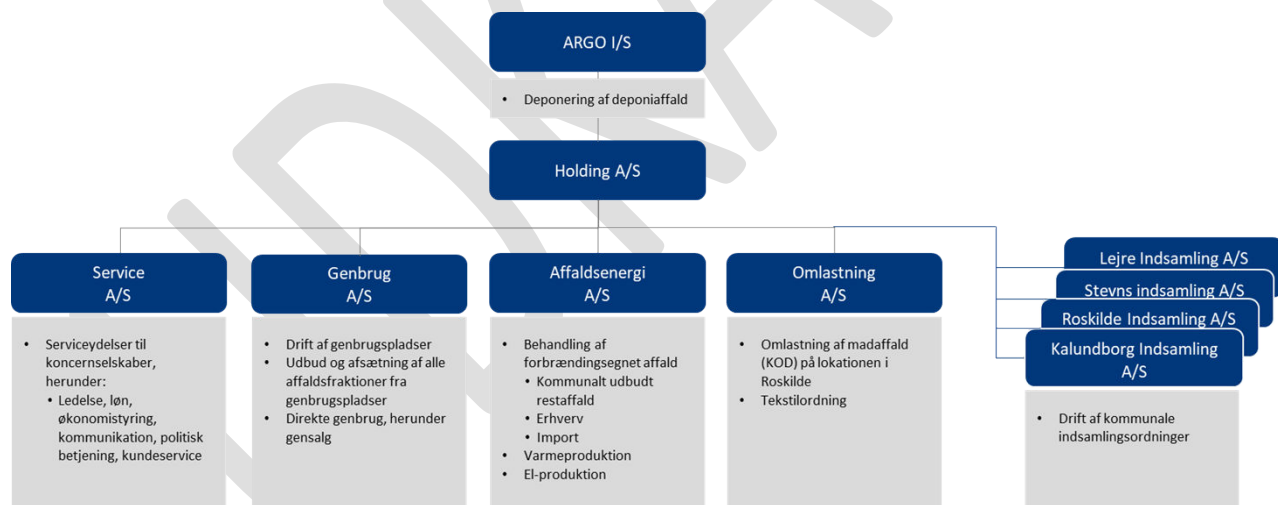 ARGO I/S
• Deponering af deponiaffald
Holding A/S
Service
A/S
• Serviceydelser til
koncernselskaber,
herunder:
• Ledelse, løn,
økonomistyring,
kommunikation, politisk
betjening, kundeservice
Genbrug
A/S
• Drift af genbrugspladser
• Udbud og afsætning af alle
affaldsfraktioner fra
genbrugspladser
• Direkte genbrug, herunder
gensalg
Affaldsenergi
A/S
• Behandling af
forbrændingsegnet affald
• Kommunalt udbudt
restaffald
• Erhverv
• Import
• Varmeproduktion
• El-produktion
Omlastning
A/S
• Omlastning af madaffald
(KOD) på lokationen i
Roskilde
• Tekstilordning
Lejre Indsamling A/S
Stevns indsamling A/S
Roskilde Indsamling A/S
Kalundborg Indsamling
A/S
• Drift af kommunale
indsamlingsordninger